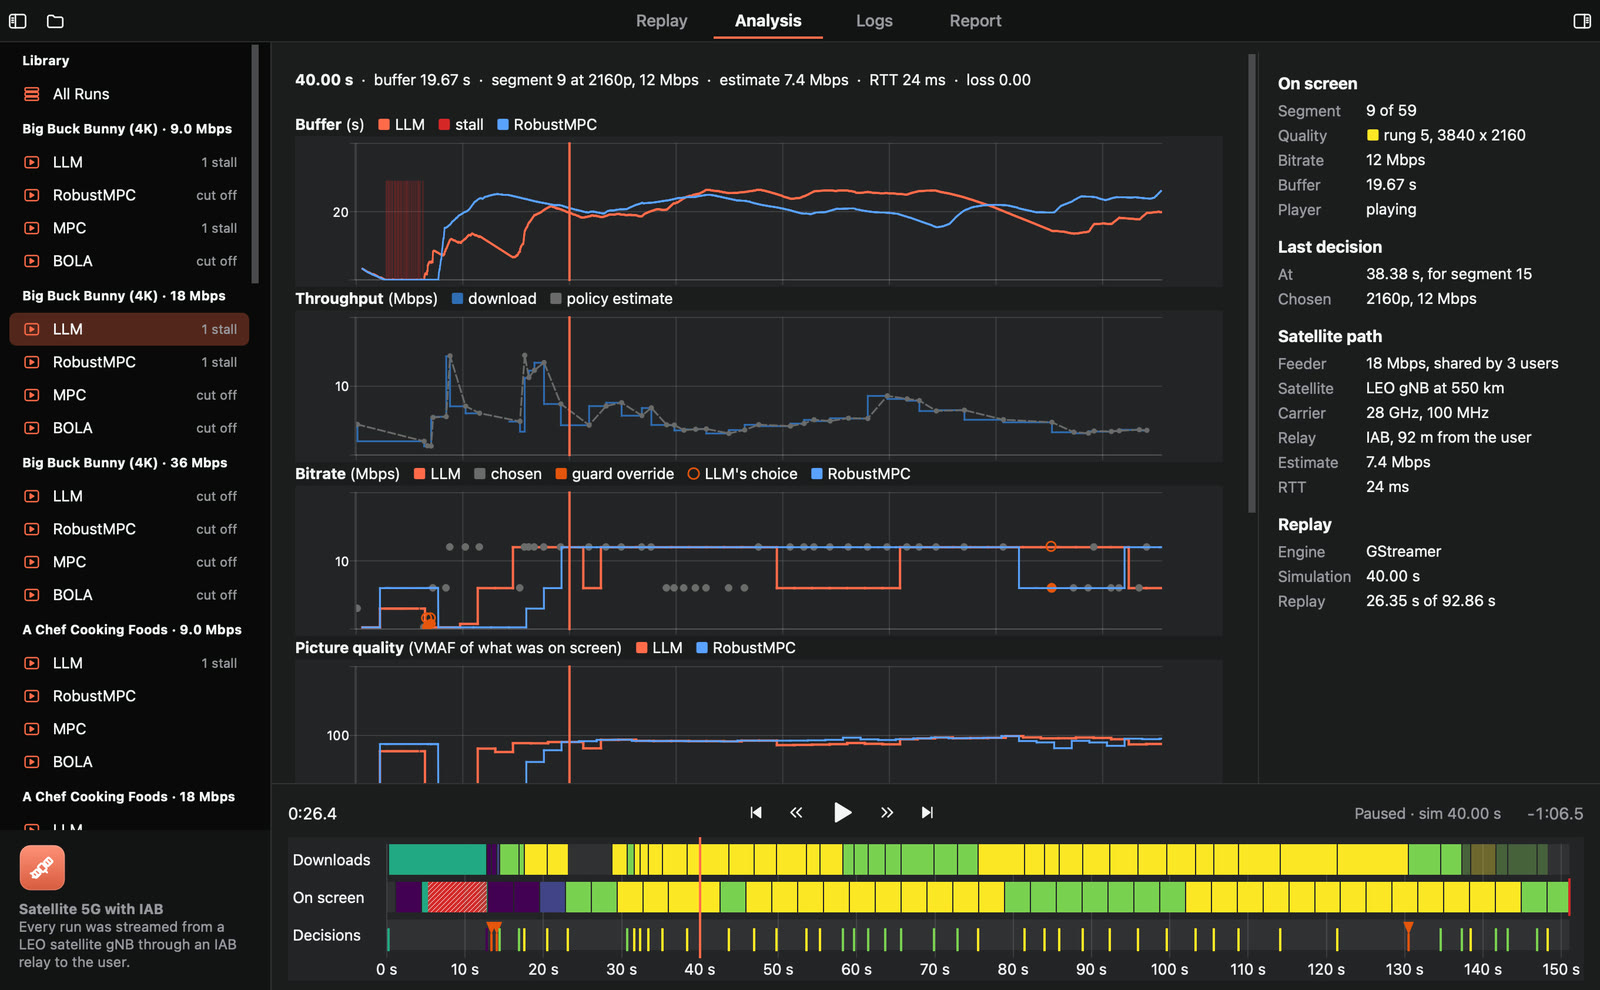 Replay Analysis Logs Report
Library
All Runs
Big Buck Bunny (4K) · 9.0 Mbps
LLM 1 stall
RobustMPC cut off
MPC 1 stall
BOLA cut off
Big Buck Bunny (4K) · 18 Mbps
LLM 1 stall
RobustMPC 1 stall
MPC cut off
BOLA cut off
Big Buck Bunny (4K) · 36 Mbps
LLM cut off
RobustMPC cut off
MPC cut off
BOLA cut off
A Chef Cooking Foods · 9.0 Mbps
LLM 1 stall
RobustMPC
MPC
BOLA
A Chef Cooking Foods · 18 Mbps
LLM
Satellite 5G with IAB
Every run was streamed from a
LEO satellite gNB through an IAB
relay to the user.
40.00 s · buffer 19.67 s · segment 9 at 2160p, 12 Mbps · estimate 7.4 Mbps · RTT 24 ms · loss 0.00
Buffer (s) LLM stall RobustMPC
20
Throughput (Mbps) download policy estimate
10
Bitrate (Mbps) LLM chosen guard override LLM's choice RobustMPC
10
Picture quality (VMAF of what was on screen) LLM RobustMPC
100
On screen
Segment 9 of 59
Quality rung 5, 3840 x 2160
Bitrate 12 Mbps
Buffer 19.67 s
Player playing
Last decision
At 38.38 s, for segment 15
Chosen 2160p, 12 Mbps
Satellite path
Feeder 18 Mbps, shared by 3 users
Satellite LEO gNB at 550 km
Carrier 28 GHz, 100 MHz
Relay IAB, 92 m from the user
Estimate 7.4 Mbps
RTT 24 ms
Replay
Engine GStreamer
Simulation 40.00 s
Replay 26.35 s of 92.86 s
0:26.4 Paused · sim 40.00 s -1:06.5
Downloads
On screen
Decisions
0 s 10 s 20 s 30 s 40 s 50 s 60 s 70 s 80 s 90 s 100 s 110 s 120 s 130 s 140 s 150 s